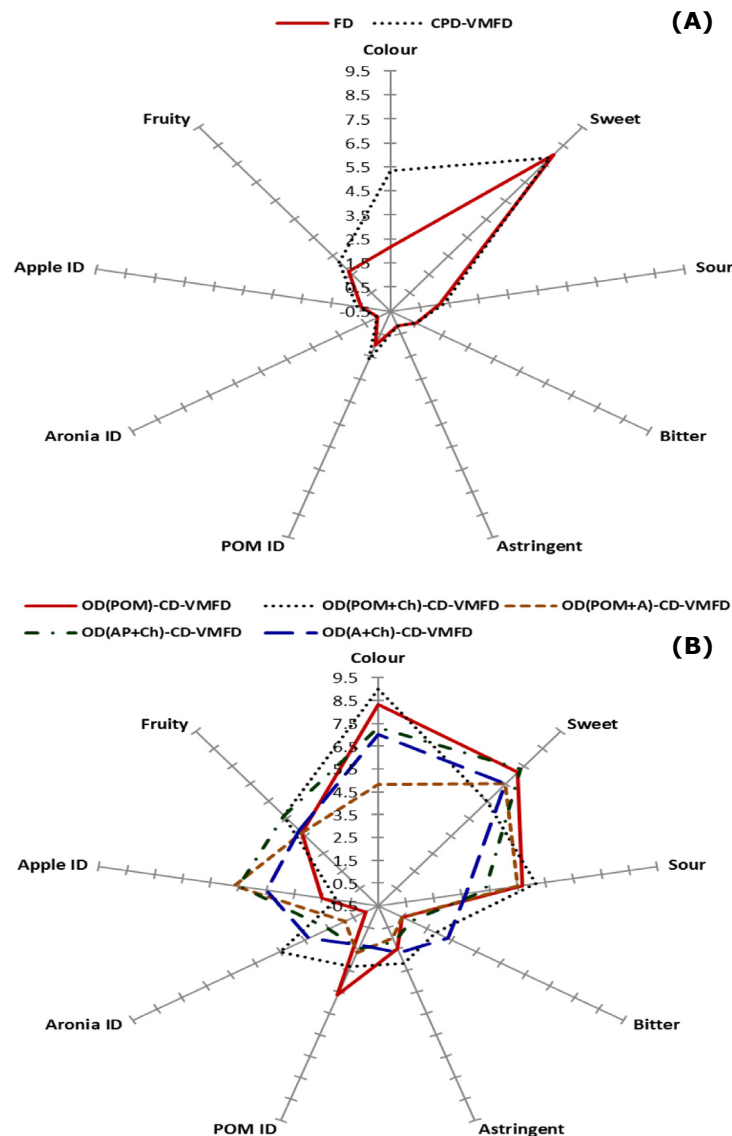 FD CPD-VMFD (A)
Colour
9.5
8.5
7.5
6.5
5.5
4.5
3.5
2.5
1.5
0.5
-0.5
Fruity Sweet
Apple ID Sour
Aronia ID Bitter
POM ID Astringent
OD(POM)-CD-VMFD OD(POM+Ch)-CD-VMFD OD(POM+A)-CD-VMFD
OD(AP+Ch)-CD-VMFD OD(A+Ch)-CD-VMFD
(B)
Colour
9.5
8.5
7.5
6.5
5.5
4.5
3.5
2.5
1.5
0.5
-0.5
Fruity Sweet
Apple ID Sour
Aronia ID Bitter
POM ID Astringent